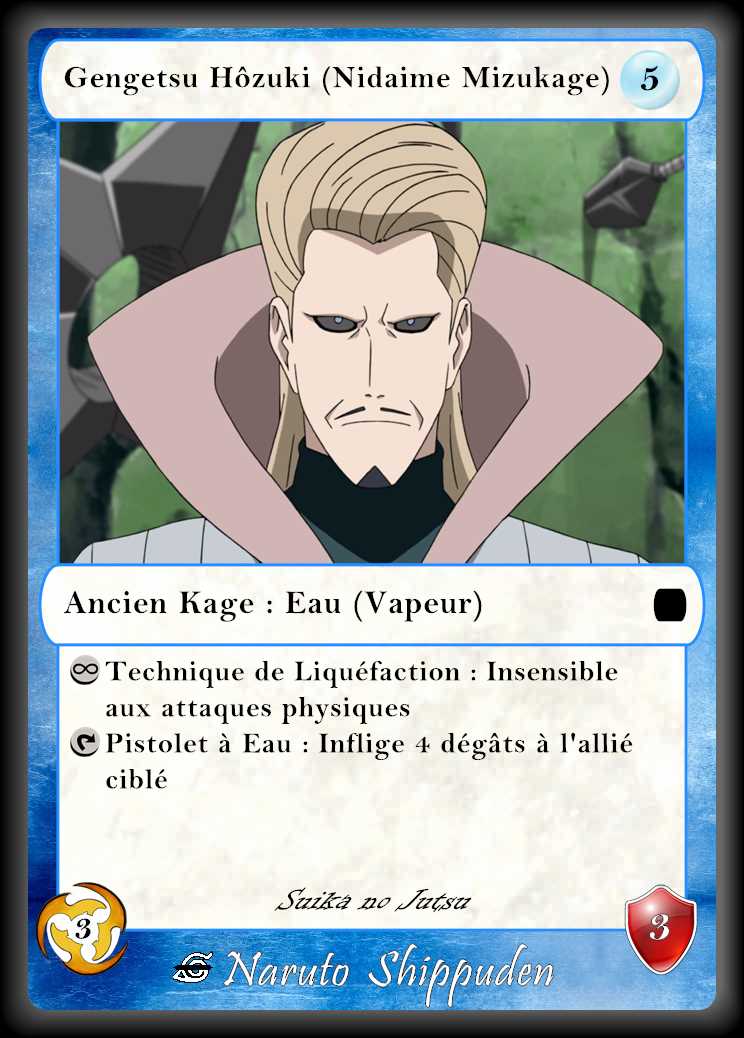 Gengetsu Hôzuki (Nidaime Mizukage) 5
Ancien Kage : Eau (Vapeur)
Technique de Liquéfaction : Insensible
aux attaques physiques
Pistolet à Eau : Inflige 4 dégâts à l'allié
ciblé
Suika no Jutsu
3
3
Naruto Shippuden